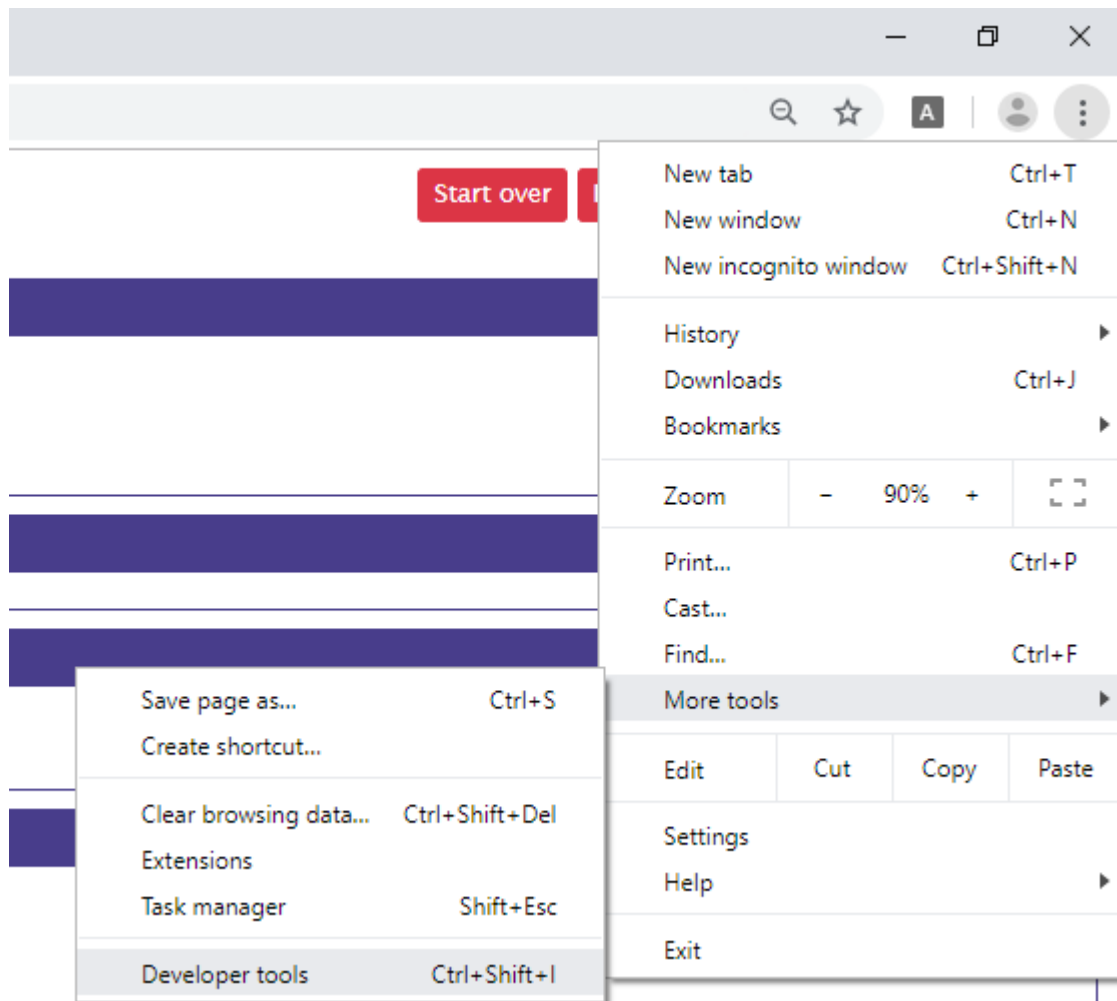 A
Start over
New tab Ctrl+T
New window Ctrl+N
New incognito window Ctrl+Shift+N
History
Downloads Ctrl+J
Bookmarks
Zoom - 90% +
Print... Ctrl+P
Cast...
Find... Ctrl+F
More tools
Edit Cut Copy Paste
Settings
Help
Exit
Save page as... Ctrl+S
Create shortcut...
Clear browsing data... Ctrl+Shift+Del
Extensions
Task manager Shift+Esc
Developer tools Ctrl+Shift+I